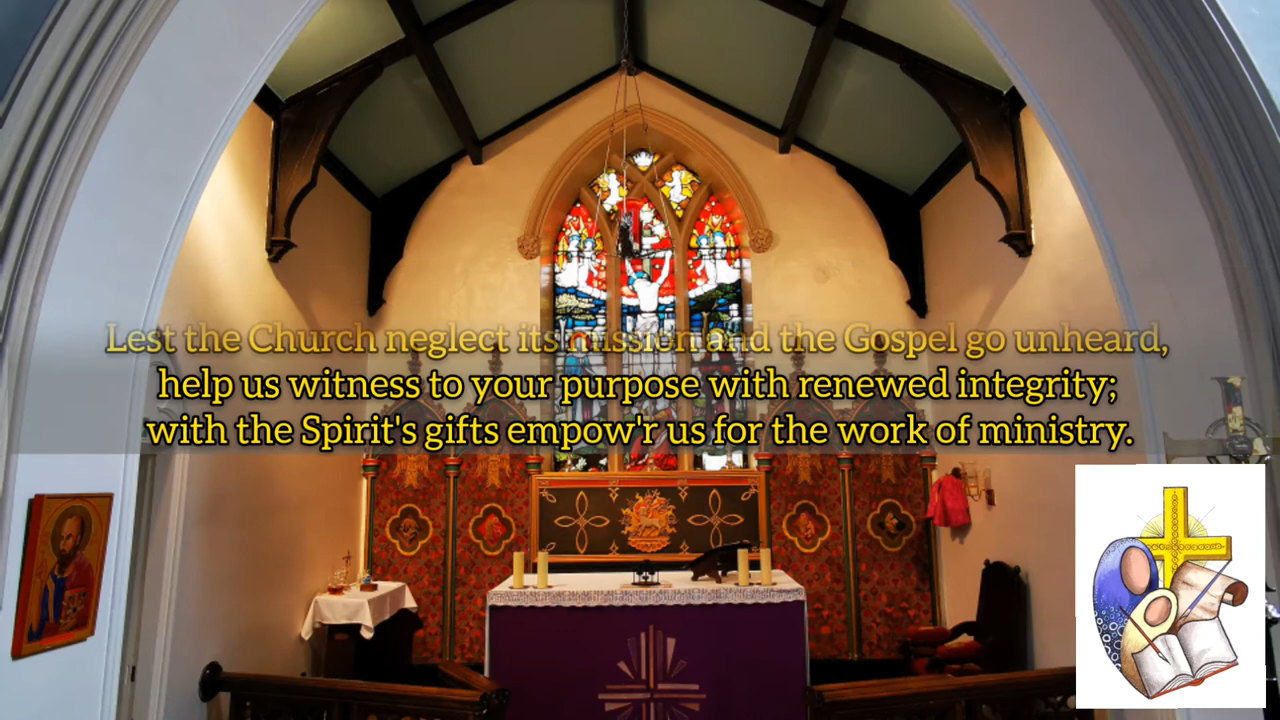 Lest the Church neglect its mission and the Gospel go unheard,
help us witness to your purpose with renewed integrity;
with the Spirit's gifts empow'r us for the work of ministry.